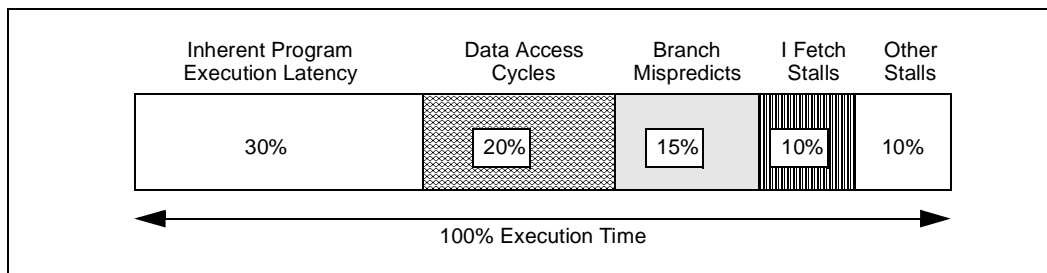 Inherent Program
Execution Latency
Data Access
Cycles
Branch
Mispredicts
I Fetch
Stalls
Other
Stalls
30%
20%
15%
10%
10%
100% Execution Time